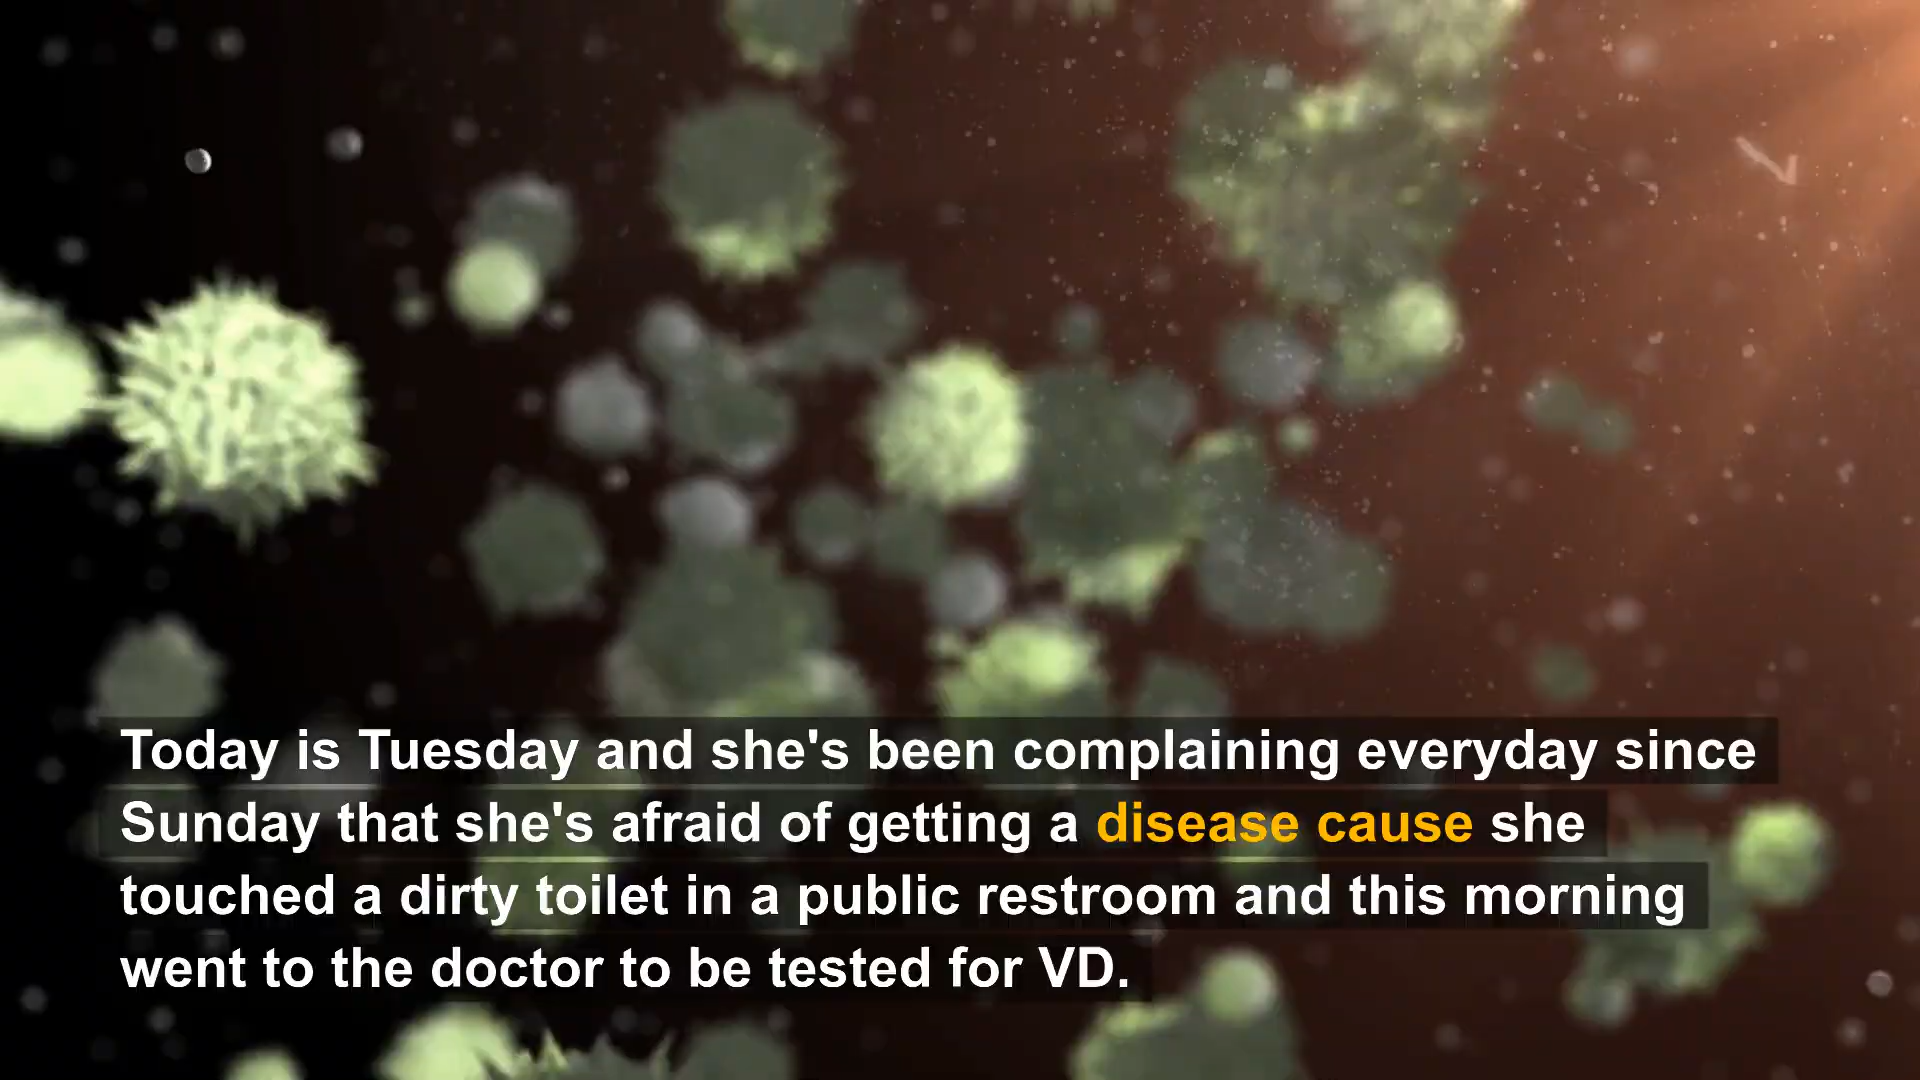 Today is Tuesday and she's been complaining everyday since
Sunday that she's afraid of getting a disease cause she
touched a dirty toilet in a public restroom and this morning
went to the doctor to be tested for VD.